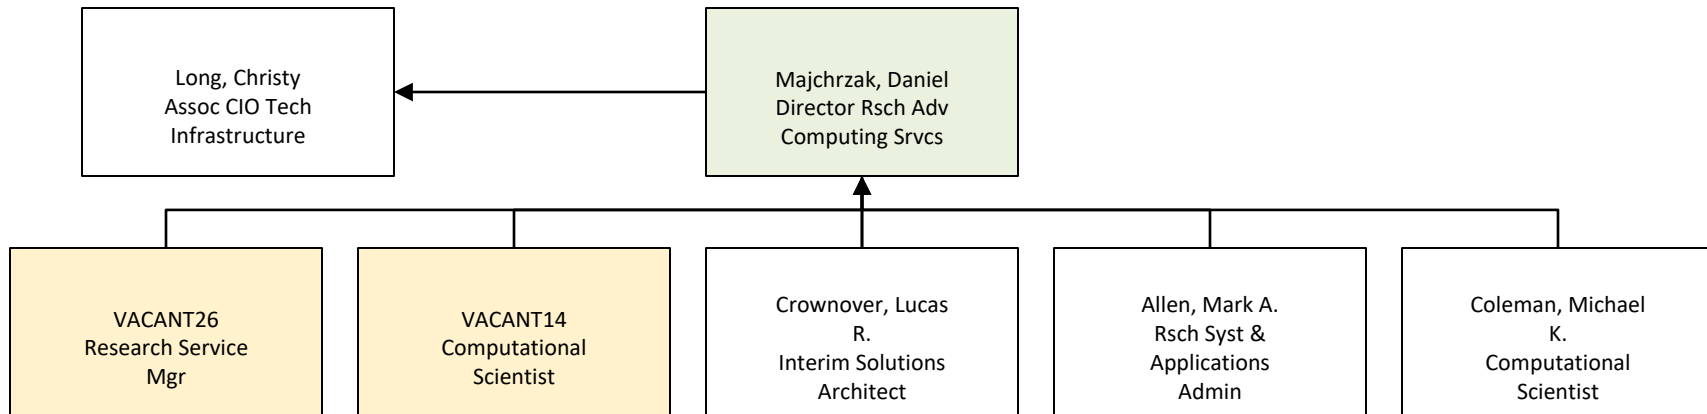 Long, Christy
Assoc CIO Tech
Infrastructure
Majchrzak, Daniel
Director Rsch Adv
Computing Srvcs
VACANT26
Research Service
Mgr
VACANT14
Computational
Scientist
Crownover, Lucas
R.
Interim Solutions
Architect
Allen, Mark A.
Rsch Syst &
Applications
Admin
Coleman, Michael
K.
Computational
Scientist